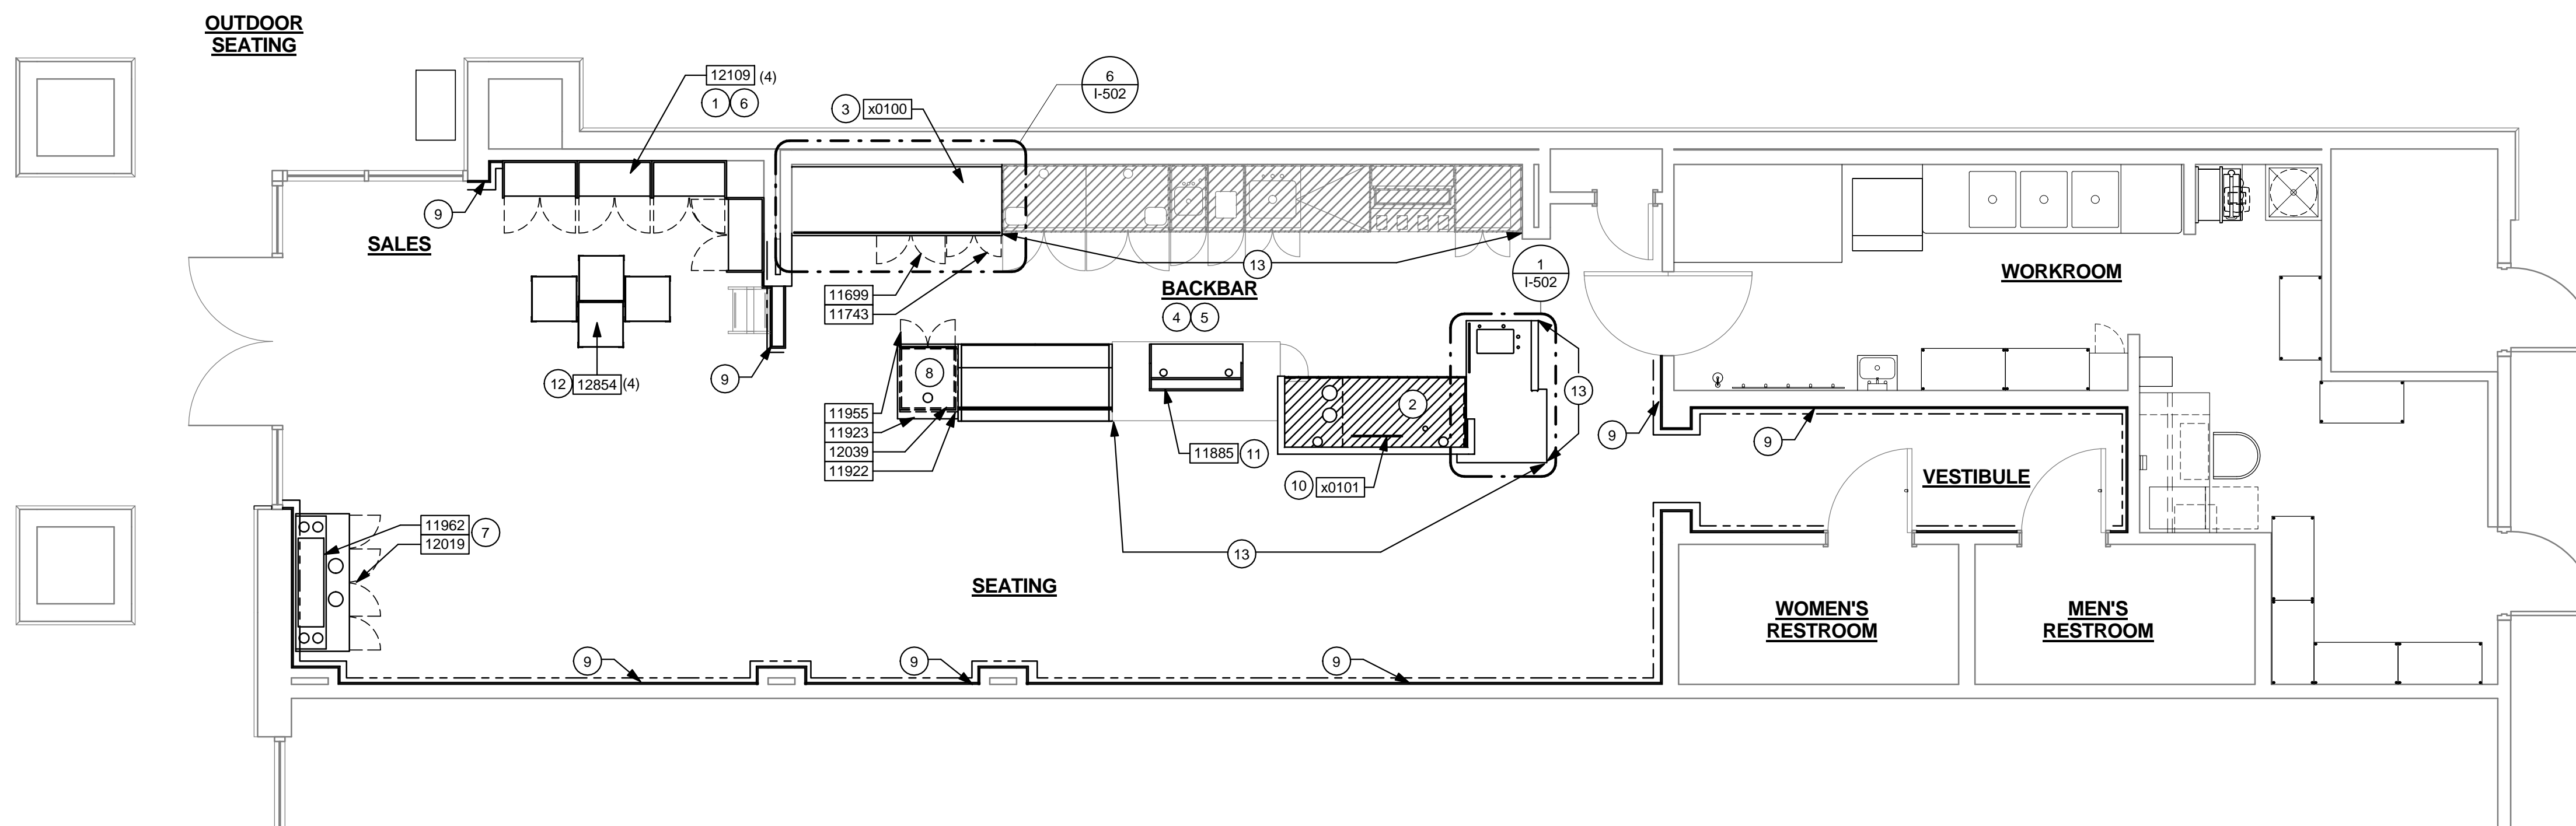 OUTDOOR
SEATING
12109 (4)
1 6
3 x0100
6
I-502
9
SALES
11699
11743
13
BACKBAR
4 5
1
I-502
WORKROOM
12 12854 (4)
9
8
2
13
11955
11923
12039
11922
11885 11
10 x0101
9
9
VESTIBULE
11962
12019
7
13
SEATING
WOMEN'S
RESTROOM
MEN'S
RESTROOM
9
9
9